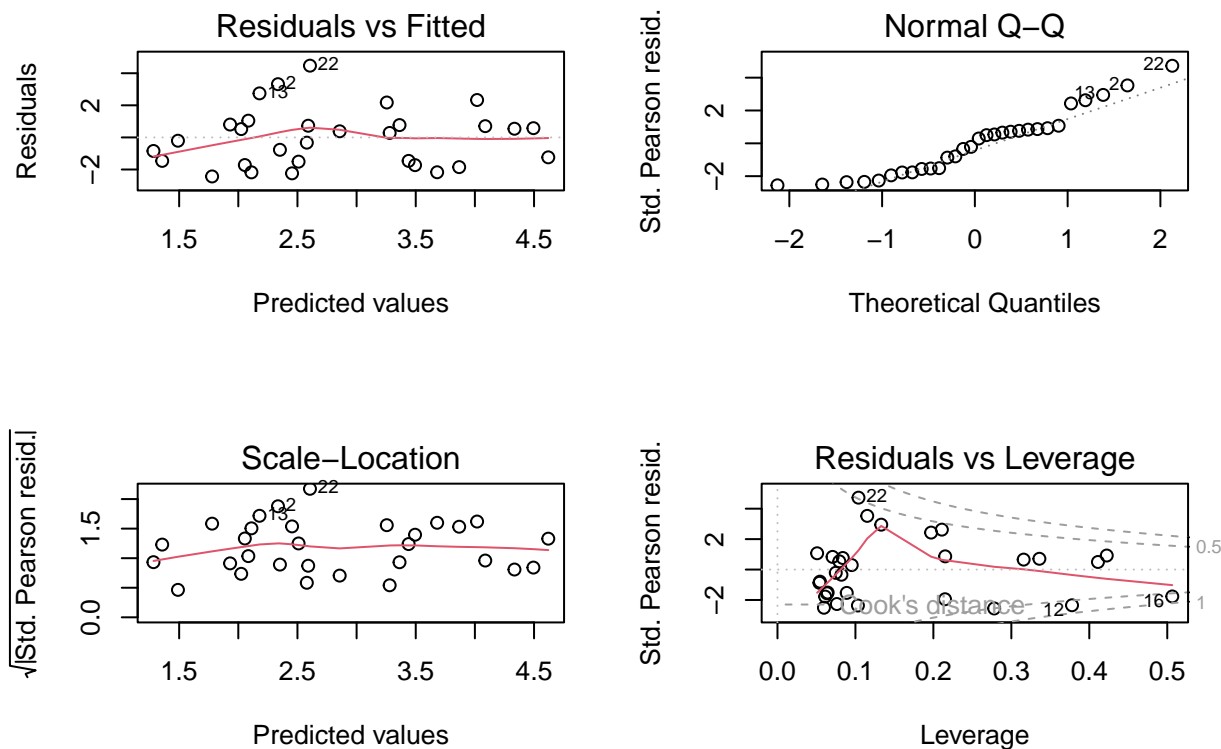 Residuals vs Fitted
Residuals
2
−2
1.5 2.5 3.5 4.5
Predicted values
22
2
13
Normal Q−Q
Std. Pearson resid.
2
−2
−2 −1 0 1 2
Theoretical Quantiles
22
2
13
Scale−Location
√|Std. Pearson resid.|
1.5
0.0
1.5 2.5 3.5 4.5
Predicted values
22
2
13
Residuals vs Leverage
Std. Pearson resid.
2
−2
0.0 0.1 0.2 0.3 0.4 0.5
Leverage
22
12
16
Cook's distance
0.5
1